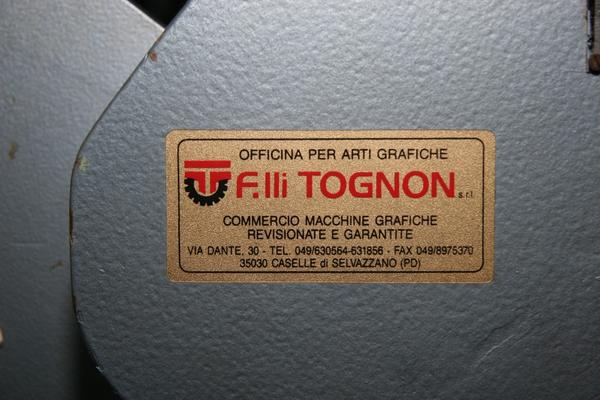 OFFICINA PER ARTI GRAFICHE
F.lli TOGNON s.r.l.
COMMERCIO MACCHINE GRAFICHE
REVISIONATE E GARANTITE
VIA DANTE, 30 - TEL. 049/630564-631856 - FAX 049/8975370
35030 CASELLE di SELVAZZANO (PD)